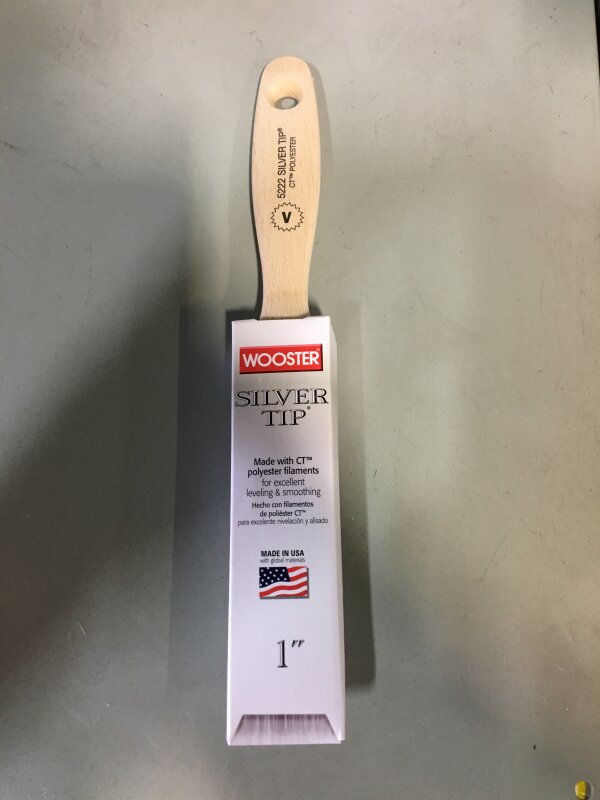 5222 SILVER TIP®
CT™ POLYESTER
V
WOOSTER
SILVER
TIP®
Made with CT™
polyester filaments
for excellent
leveling & smoothing
Hecho con filamentos
de poliéster CT™
para excelente nivelación y alisado
MADE IN USA
with global materials
1"